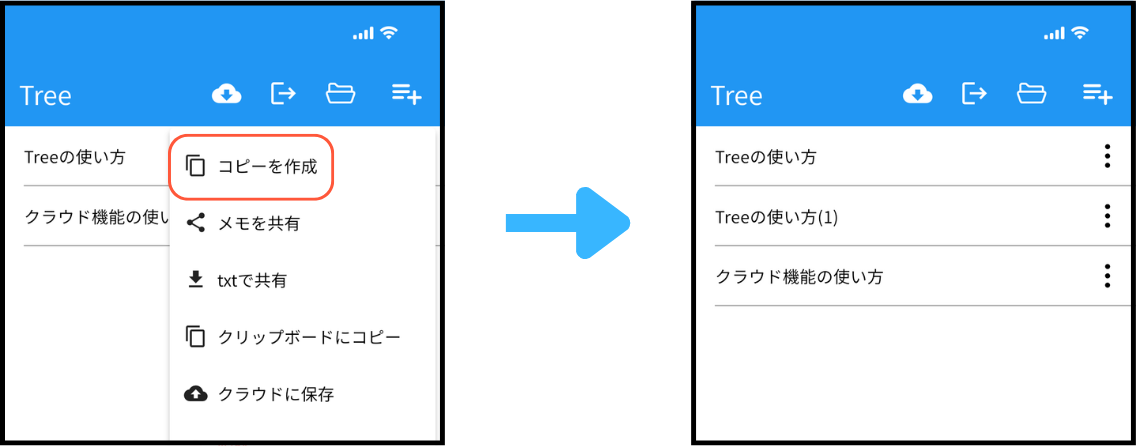 Tree
Treeの使い方
クラウド機能の使い
コピーを作成
メモを共有
txtで共有
クリップボードにコピー
クラウドに保存
Tree
Treeの使い方
Treeの使い方(1)
クラウド機能の使い方